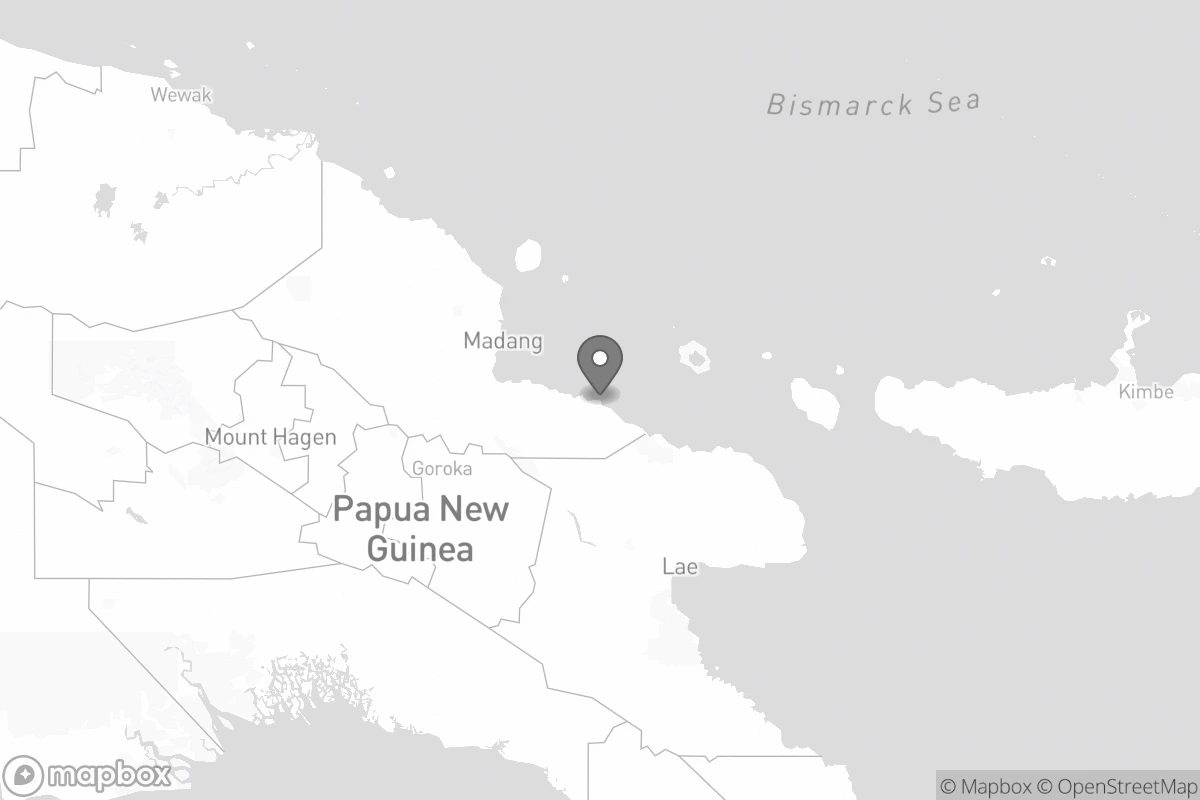 Wewak
Bismarck Sea
Madang
Kimbe
Mount Hagen
Goroka
Papua New
Guinea
Lae
mapbox
© Mapbox © OpenStreetMap